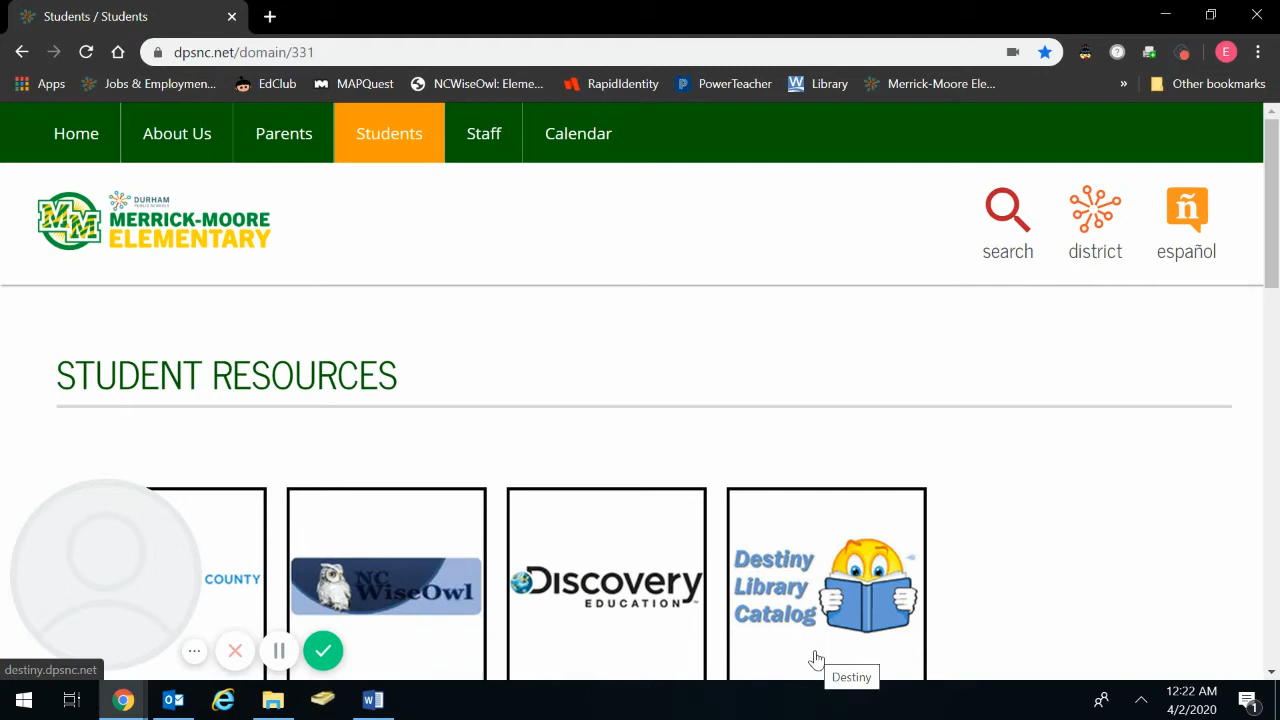 Students / Students
dpsnc.net/domain/331
E
Apps
Jobs & Employmen...
EdClub
MAPQuest
NCWiseOwl: Eleme...
RapidIdentity
PowerTeacher
Library
Merrick-Moore Ele...
»
Other bookmarks
Home
About Us
Parents
Students
Staff
Calendar
MM
DURHAM
PUBLIC SCHOOLS
MERRICK-MOORE
ELEMENTARY
search
district
ñ
español
STUDENT RESOURCES
COUNTY
NC
WiseOwl
Discovery
EDUCATION
Destiny
Library
Catalog
destiny.dpsnc.net
Destiny
12:22 AM
4/2/2020
1